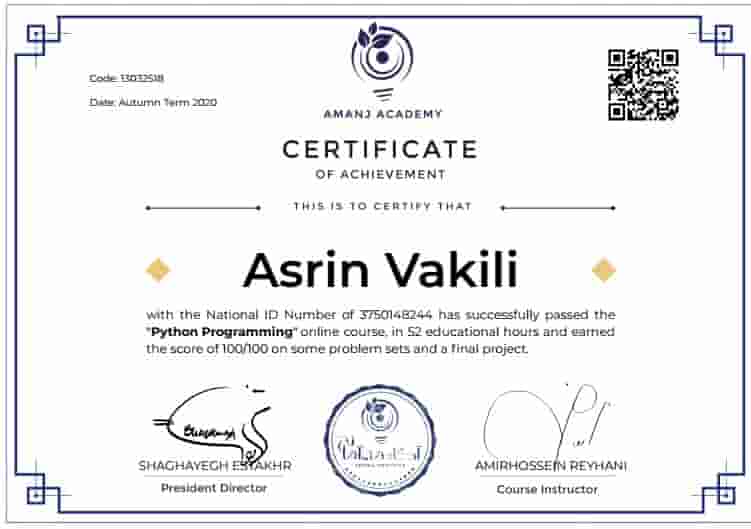 Code: 13032518
Date: Autumn Term 2020
AMANJ ACADEMY
CERTIFICATE
OF ACHIEVEMENT
THIS IS TO CERTIFY THAT
Asrin Vakili
with the National ID Number of 3750148244 has successfully passed the
"Python Programming" online course, in 52 educational hours and earned
the score of 100/100 on some problem sets and a final project.
SHAGHAYEGH ESTAKHR
President Director
AMIRHOSSEIN REYHANI
Course Instructor